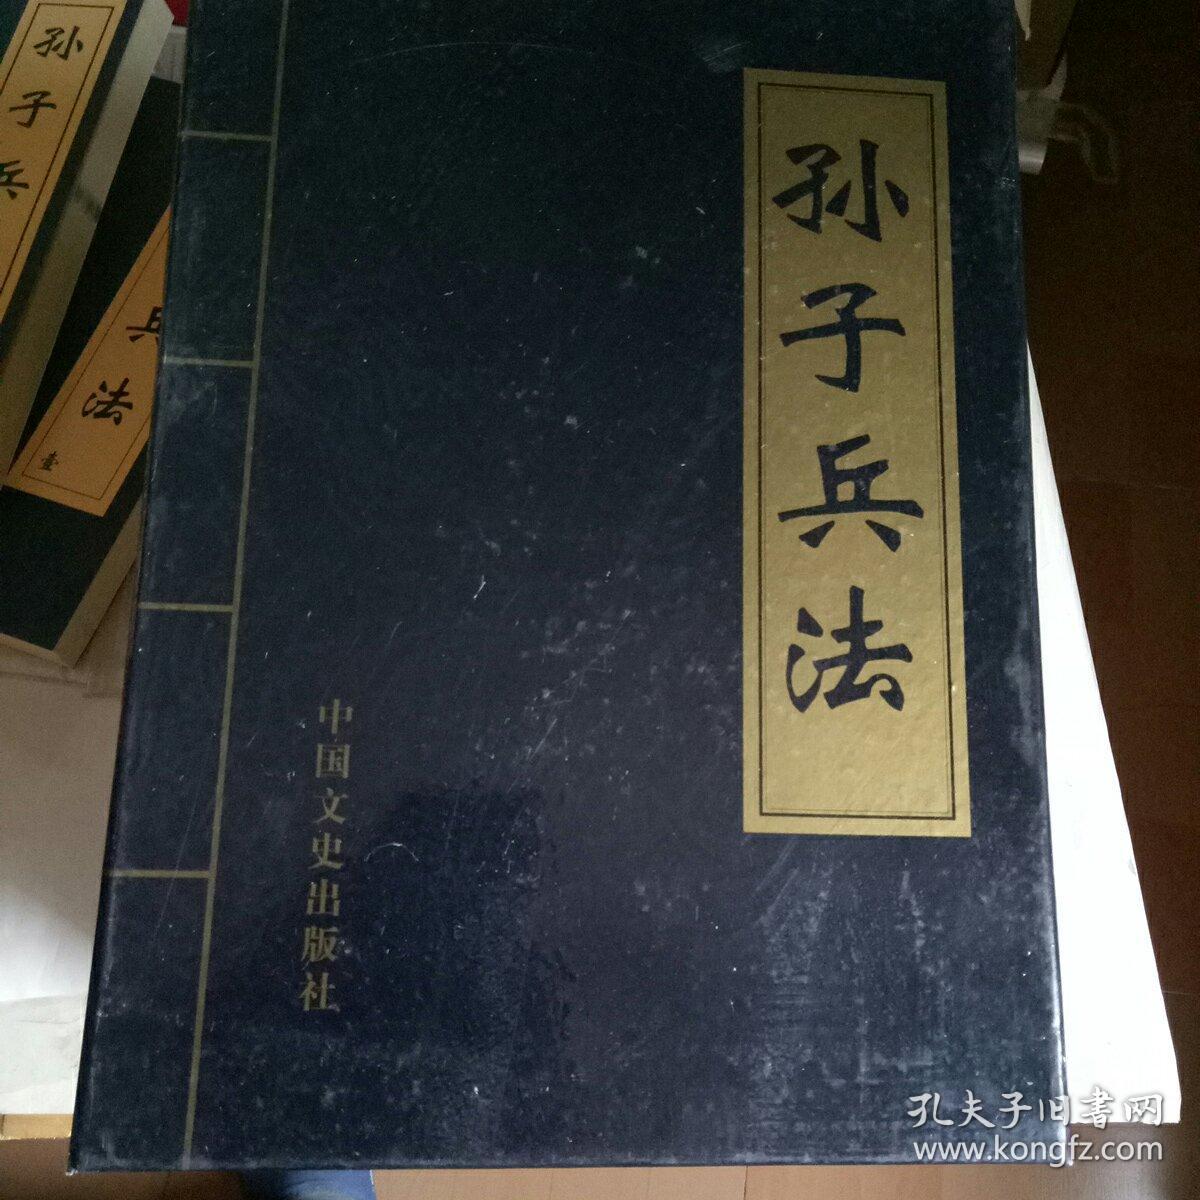 孙子兵法
中国文史出版社
孙子兵
兵法
壹
孔夫子旧書网
www.kongfz.com